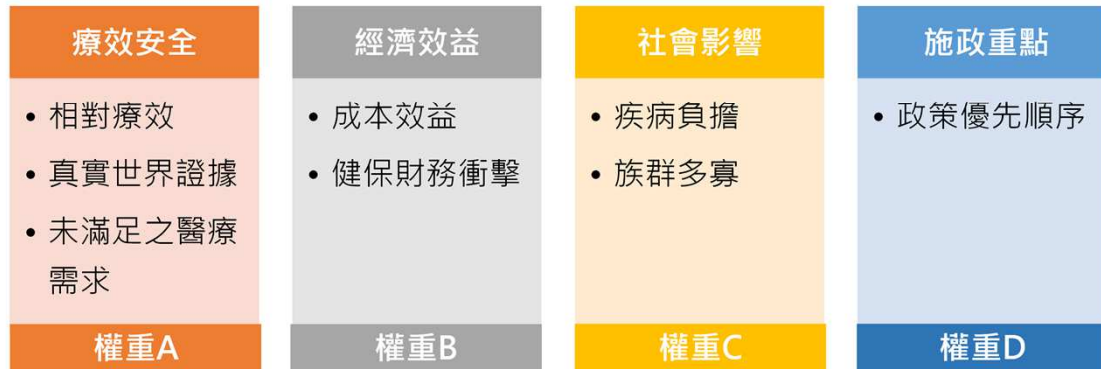 療效安全
• 相對療效
• 真實世界證據
• 未滿足之醫療
需求
權重A
經濟效益
• 成本效益
• 健保財務衝擊
權重B
社會影響
• 疾病負擔
• 族群多寡
權重C
施政重點
• 政策優先順序
權重D